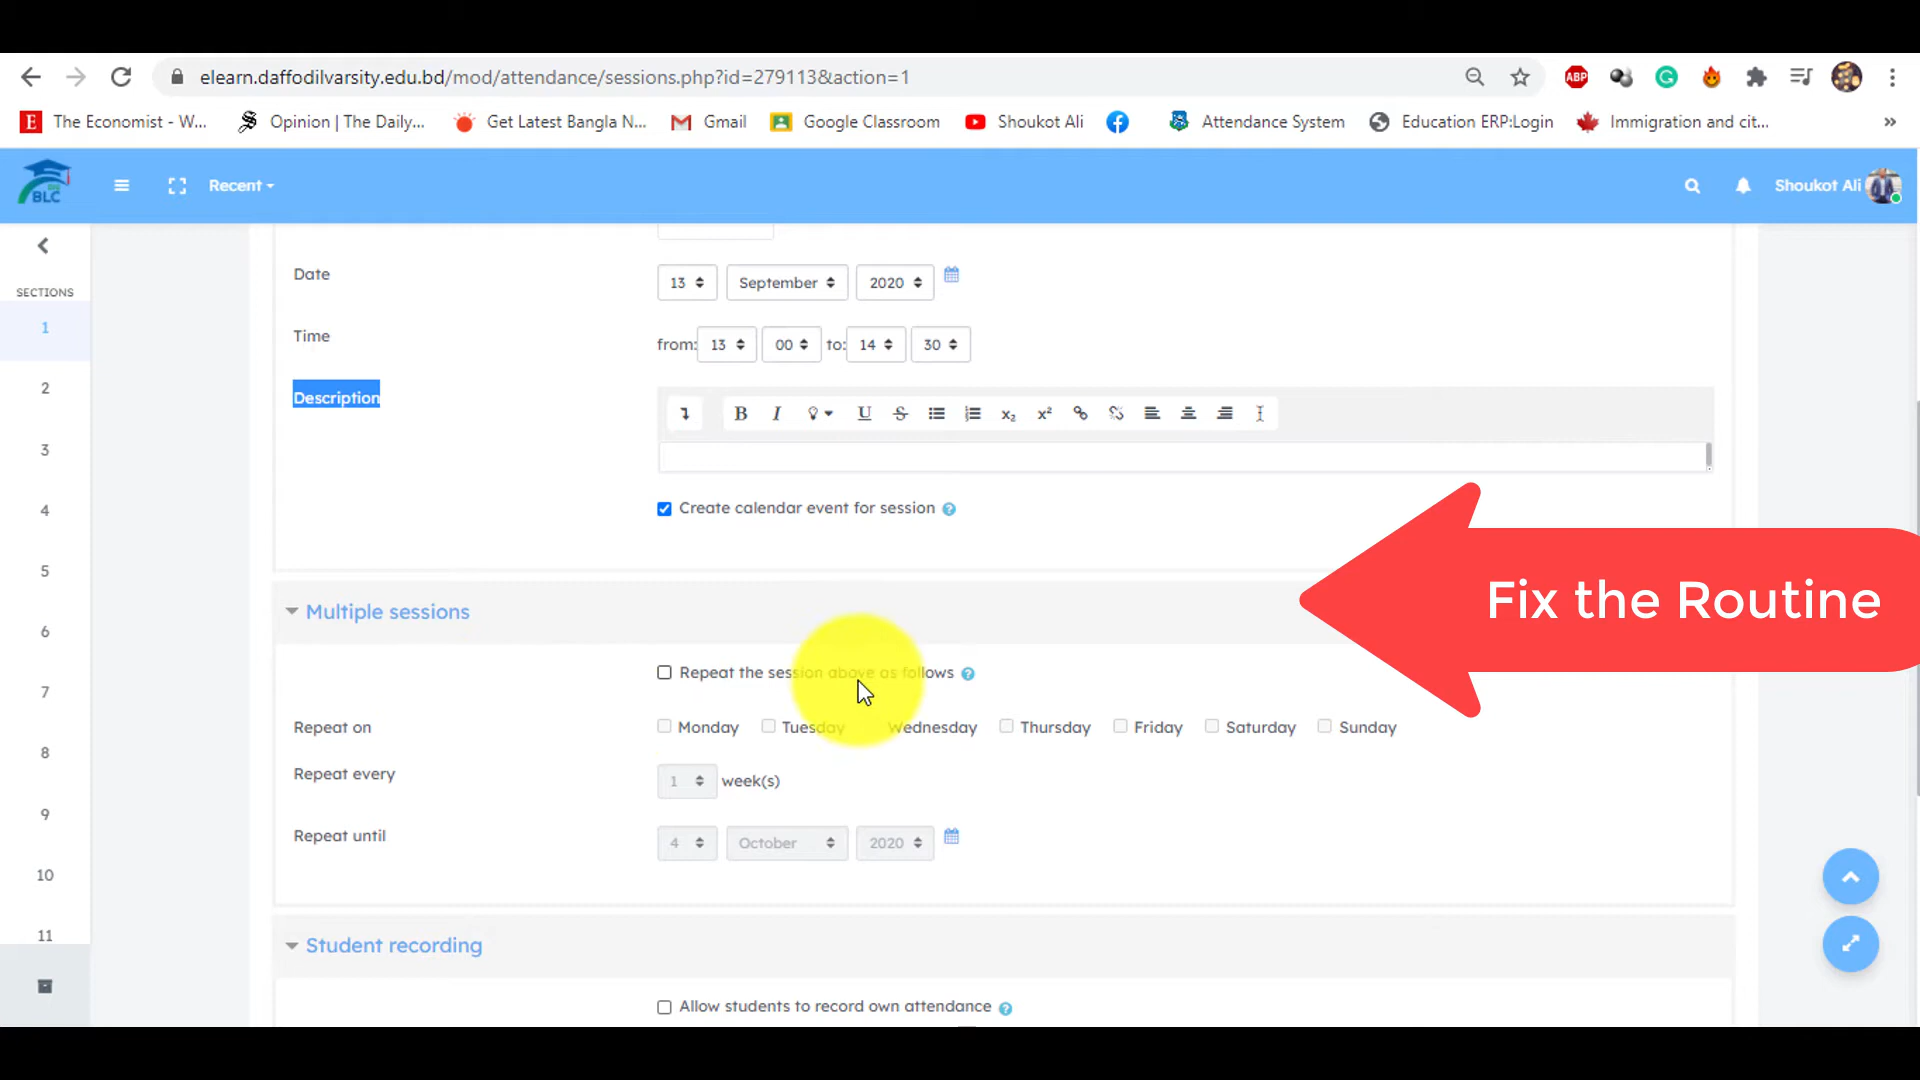 elearn.daffodilvarsity.edu.bd/mod/attendance/sessions.php?id=279113&action=1
ABP
The Economist - W... Opinion | The Daily... Get Latest Bangla N... Gmail Google Classroom Shoukot Ali Attendance System Education ERP:Login Immigration and cit... »
BLC Recent Shoukot Ali
SECTIONS
1
2
3
4
5
6
7
8
9
10
11
Date 13 September 2020
Time from: 13 00 to: 14 30
Description
Create calendar event for session
Fix the Routine
Multiple sessions
Repeat the session above as follows
Repeat on Monday Tuesday Wednesday Thursday Friday Saturday Sunday
Repeat every 1 week(s)
Repeat until 4 October 2020
Student recording
Allow students to record own attendance